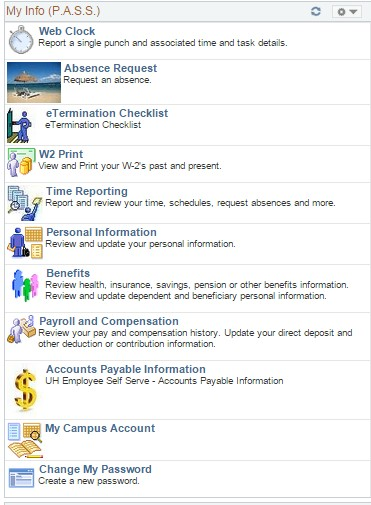 My Info (P.A.S.S.)
Web Clock
Report a single punch and associated time and task details.
Absence Request
Request an absence.
eTermination Checklist
eTermination Checklist
W2 Print
View and Print your W-2's past and present.
Time Reporting
Report and review your time, schedules, request absences and more.
Personal Information
Review and update your personal information.
Benefits
Review health, insurance, savings, pension or other benefits information.
Review and update dependent and beneficiary personal information.
Payroll and Compensation
Review your pay and compensation history. Update your direct deposit and
other deduction or contribution information.
Accounts Payable Information
UH Employee Self Serve - Accounts Payable Information
My Campus Account
Change My Password
Create a new password.